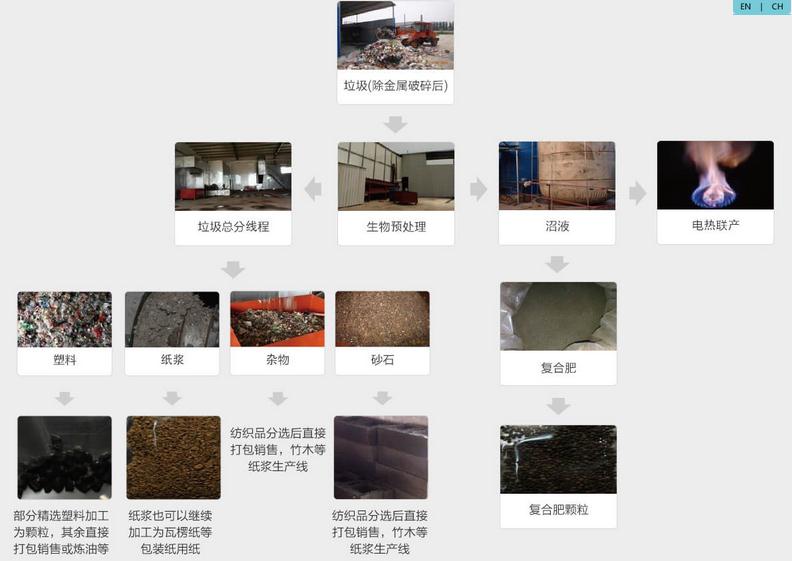 EN | CH
垃圾(除金属破碎后)
垃圾总分线程
生物预处理
沼液
电热联产
塑料
纸浆
杂物
砂石
复合肥
纺织品分选后直接
打包销售，竹木等
纸浆生产线
部分精选塑料加工
为颗粒，其余直接
打包销售或炼油等
纸浆也可以继续
加工为瓦楞纸等
包装纸用纸
纺织品分选后直接
打包销售，竹木等
纸浆生产线
复合肥颗粒